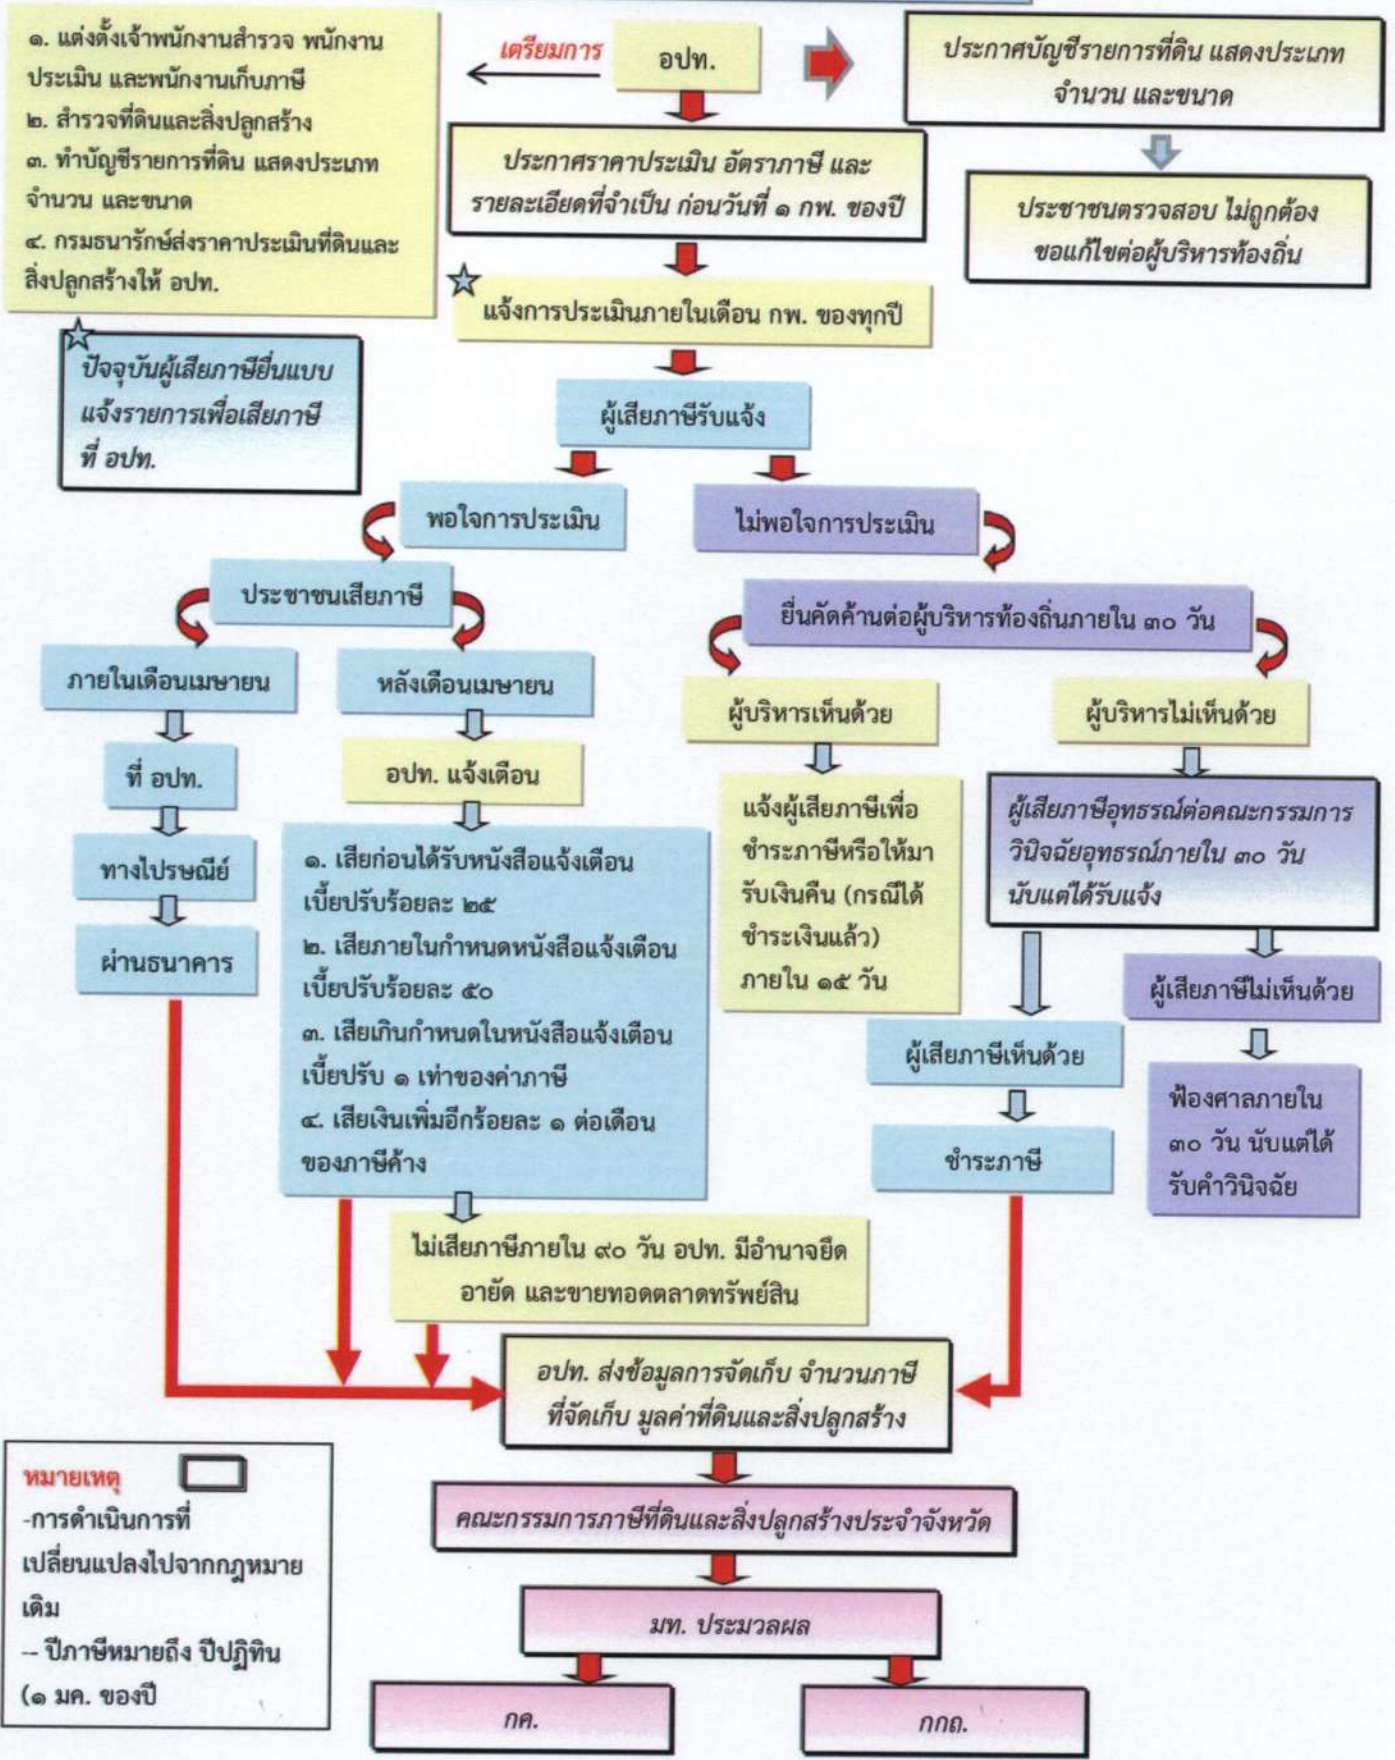 ๑. แต่งตั้งเจ้าพนักงานสำรวจ พนักงาน
ประเมิน และพนักงานเก็บภาษี
๒. สำรวจที่ดินและสิ่งปลูกสร้าง
๓. ทำบัญชีรายการที่ดิน แสดงประเภท
จำนวน และขนาด
๔. กรมธนารักษ์ส่งราคาประเมินที่ดินและ
สิ่งปลูกสร้างให้ อปท.
เตรียมการ
อปท.
ประกาศบัญชีรายการที่ดิน แสดงประเภท
จำนวน และขนาด
ประกาศราคาประเมิน อัตราภาษี และ
รายละเอียดที่จำเป็น ก่อนวันที่ ๑ กพ. ของปี
ประชาชนตรวจสอบ ไม่ถูกต้อง
ขอแก้ไขต่อผู้บริหารท้องถิ่น
แจ้งการประเมินภายในเดือน กพ. ของทุกปี
ปัจจุบันผู้เสียภาษียื่นแบบ
แจ้งรายการเพื่อเสียภาษี
ที่ อปท.
ผู้เสียภาษีรับแจ้ง
พอใจการประเมิน
ไม่พอใจการประเมิน
ประชาชนเสียภาษี
ยื่นคัดค้านต่อผู้บริหารท้องถิ่นภายใน ๓๐ วัน
ภายในเดือนเมษายน
หลังเดือนเมษายน
ผู้บริหารเห็นด้วย
ผู้บริหารไม่เห็นด้วย
ที่ อปท.
อปท. แจ้งเตือน
ทางไปรษณีย์
ผ่านธนาคาร
๑. เสียก่อนได้รับหนังสือแจ้งเตือน
เบี้ยปรับร้อยละ ๒๕
๒. เสียภายในกำหนดหนังสือแจ้งเตือน
เบี้ยปรับร้อยละ ๕๐
๓. เสียเกินกำหนดในหนังสือแจ้งเตือน
เบี้ยปรับ ๑ เท่าของค่าภาษี
๔. เสียเงินเพิ่มอีกร้อยละ ๑ ต่อเดือน
ของภาษีค้าง
แจ้งผู้เสียภาษีเพื่อ
ชำระภาษีหรือให้มา
รับเงินคืน (กรณีได้
ชำระเงินแล้ว)
ภายใน ๑๕ วัน
ผู้เสียภาษีอุทธรณ์ต่อคณะกรรมการ
วินิจฉัยอุทธรณ์ภายใน ๓๐ วัน
นับแต่ได้รับแจ้ง
ผู้เสียภาษีไม่เห็นด้วย
ผู้เสียภาษีเห็นด้วย
ชำระภาษี
ฟ้องศาลภายใน
๓๐ วัน นับแต่ได้
รับคำวินิจฉัย
ไม่เสียภาษีภายใน ๙๐ วัน อปท. มีอำนาจยึด
อายัด และขายทอดตลาดทรัพย์สิน
อปท. ส่งข้อมูลการจัดเก็บ จำนวนภาษี
ที่จัดเก็บ มูลค่าที่ดินและสิ่งปลูกสร้าง
คณะกรรมการภาษีที่ดินและสิ่งปลูกสร้างประจำจังหวัด
มท. ประมวลผล
กค.
กกถ.
หมายเหตุ
-การดำเนินการที่
เปลี่ยนแปลงไปจากกฎหมาย
เดิม
-- ปีภาษีหมายถึง ปีปฏิทิน
(๑ มค. ของปี